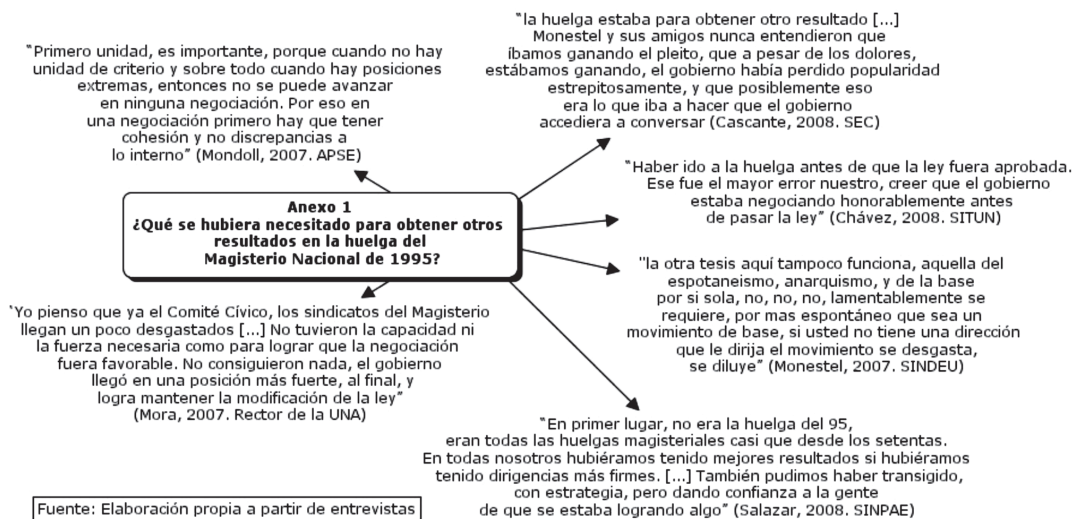 “Primero unidad, es importante, porque cuando no hay
unidad de criterio y sobre todo cuando hay posiciones
extremas, entonces no se puede avanzar
en ninguna negociación. Por eso en
una negociación primero hay que tener
cohesión y no discrepancias a
lo interno” (Mondoll, 2007. APSE)
“la huelga estaba para obtener otro resultado [...]
Monestel y sus amigos nunca entendieron que
íbamos ganando el pleito, que a pesar de los dolores,
estábamos ganando, el gobierno había perdido popularidad
estrepitosamente, y que posiblemente eso
era lo que iba a hacer que el gobierno
accediera a conversar (Cascante, 2008. SEC)
Anexo 1
¿Qué se hubiera necesitado para obtener otros
resultados en la huelga del
Magisterio Nacional de 1995?
“Haber ido a la huelga antes de que la ley fuera aprobada.
Ese fue el mayor error nuestro, creer que el gobierno
estaba negociando honorablemente antes
de pasar la ley” (Chávez, 2008. SITUN)
"la otra tesis aquí tampoco funciona, aquella del
espotaneismo, anarquismo, y de la base
por si sola, no, no, no, lamentablemente se
requiere, por mas espontáneo que sea un
movimiento de base, si usted no tiene una dirección
que le dirija el movimiento se desgasta,
se diluye” (Monestel, 2007. SINDEU)
“Yo pienso que ya el Comité Cívico, los sindicatos del Magisterio
llegan un poco desgastados [...] No tuvieron la capacidad ni
la fuerza necesaria como para lograr que la negociación
fuera favorable. No consiguieron nada, el gobierno
llegó en una posición más fuerte, al final, y
logra mantener la modificación de la ley”
(Mora, 2007. Rector de la UNA)
“En primer lugar, no era la huelga del 95,
eran todas las huelgas magisteriales casi que desde los setentas.
En todas nosotros hubiéramos tenido mejores resultados si hubiéramos
tenido dirigencias más firmes. [...] También pudimos haber transigido,
con estrategia, pero dando confianza a la gente
de que se estaba logrando algo” (Salazar, 2008. SINPAE)
Fuente: Elaboración propia a partir de entrevistas